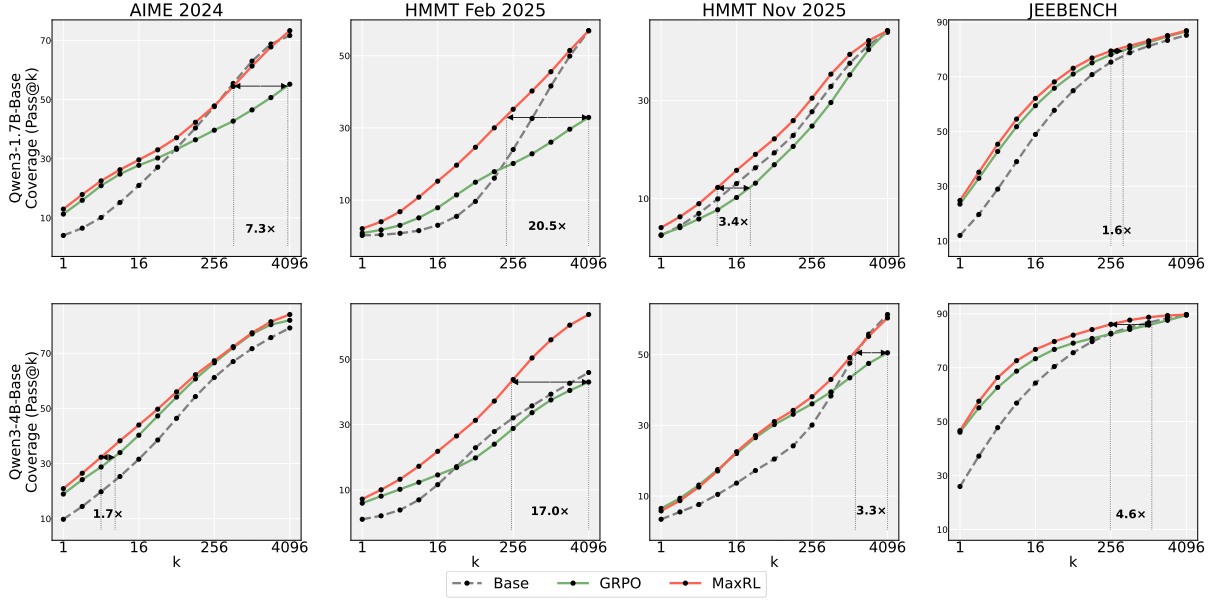 AIME 2024
HMMT Feb 2025
HMMT Nov 2025
JEEBENCH
Qwen3-1.7B-Base
Coverage (Pass@k)
70
50
30
10
7.3×
1 16 256 4096
50
30
10
20.5×
1 16 256 4096
30
10
3.4×
1 16 256 4096
90
70
50
30
10
1.6×
1 16 256 4096
Qwen3-4B-Base
Coverage (Pass@k)
70
50
30
10
1.7×
1 16 256 4096
k
50
30
10
17.0×
1 16 256 4096
k
50
30
10
3.3×
1 16 256 4096
k
90
70
50
30
10
4.6×
1 16 256 4096
k
Base GRPO MaxRL